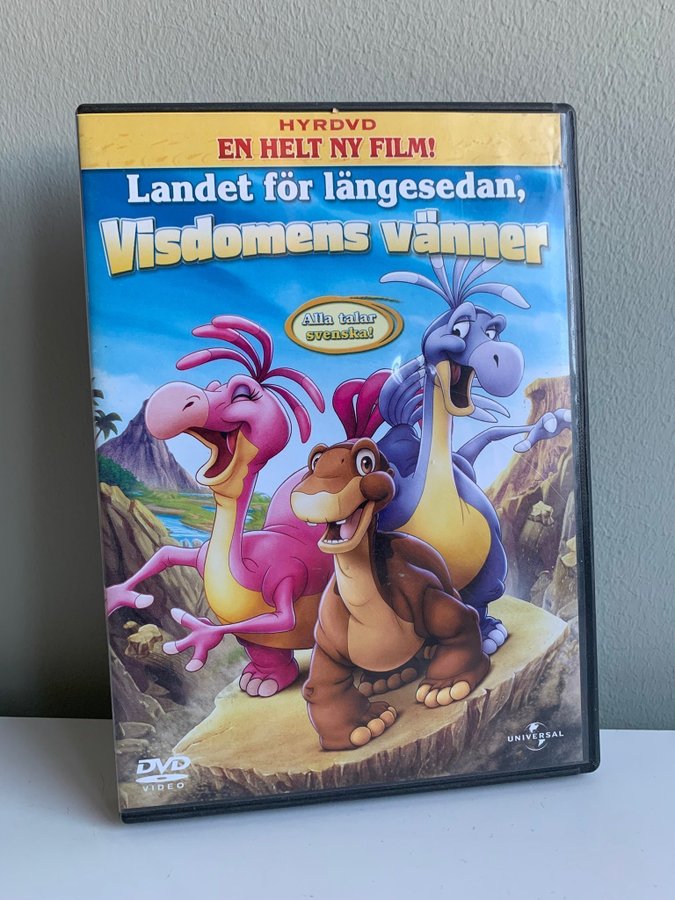 HYRDVD
EN HELT NY FILM!
Landet för längesedan,
Visdomens vänner
Alla talar
svenska!
UNIVERSAL
DVD
VIDEO